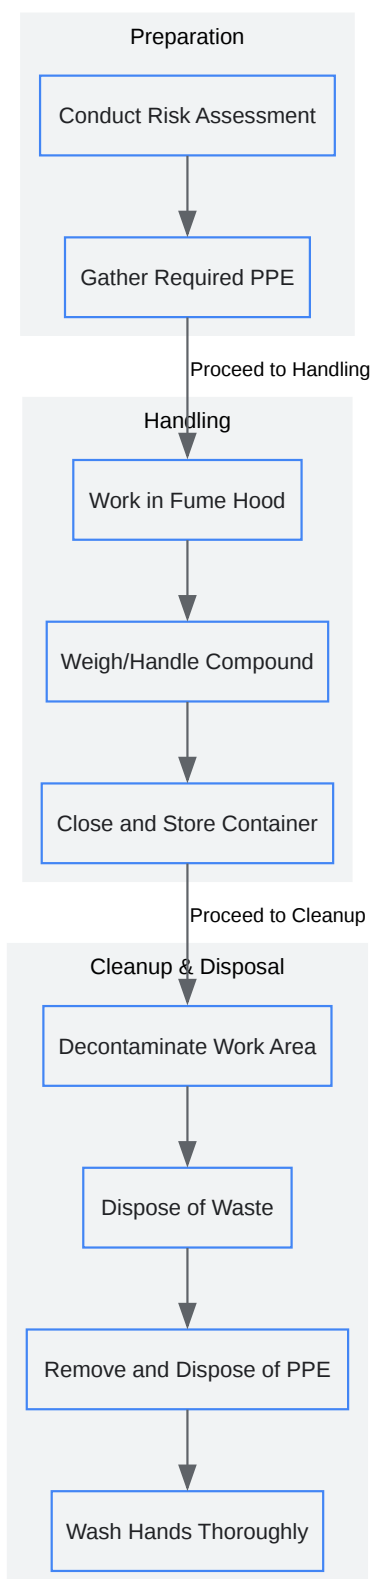 Preparation
Conduct Risk Assessment
Gather Required PPE
Proceed to Handling
Handling
Work in Fume Hood
Weigh/Handle Compound
Close and Store Container
Proceed to Cleanup
Cleanup & Disposal
Decontaminate Work Area
Dispose of Waste
Remove and Dispose of PPE
Wash Hands Thoroughly